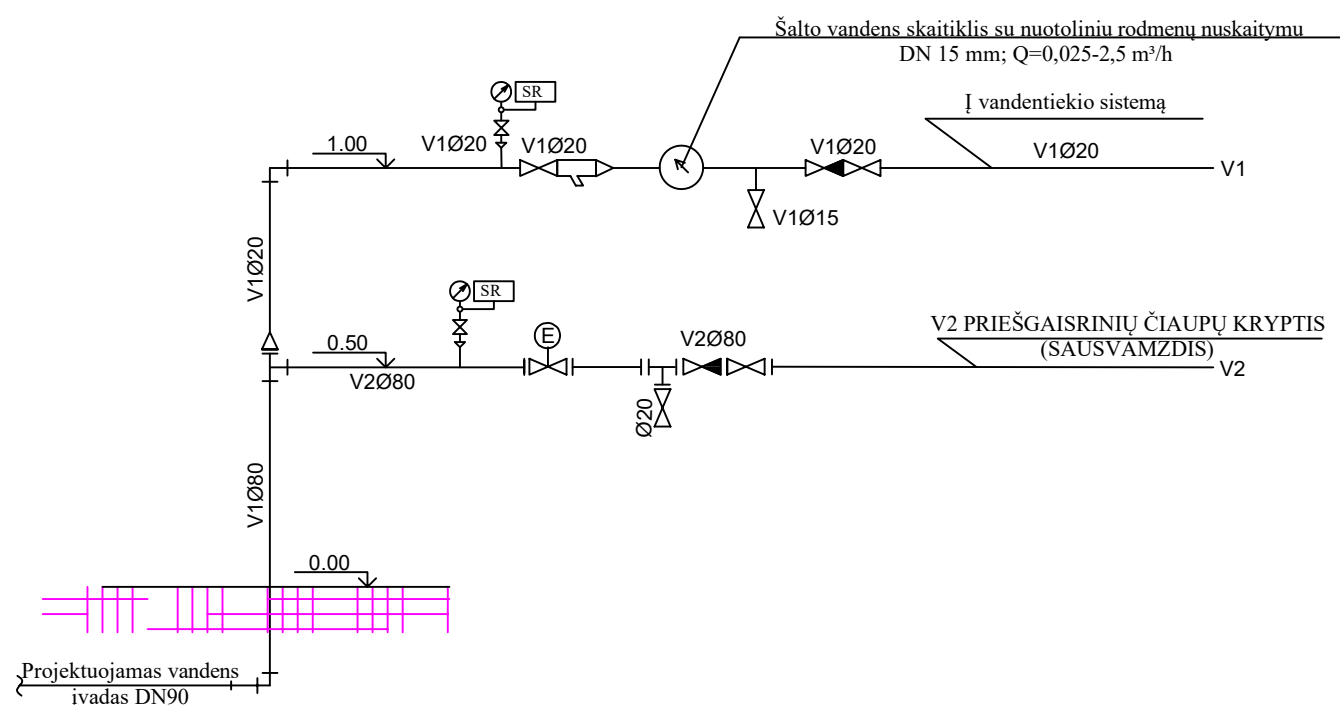 Šalto vandens skaitiklis su nuotoliniu rodmenų nuskaitymu
DN 15 mm; Q=0,025-2,5 m³/h
SR
Į vandentiekio sistemą
1.00
V1Ø20
V1Ø20
V1Ø20
V1Ø20
V1
V1Ø15
V1Ø20
SR
V2 PRIEŠGAISRINIŲ ČIAUPŲ KRYPTIS
(SAUSVAMZDIS)
E
V2Ø80
0.50
V2Ø80
V2
Ø20
V1Ø80
0.00
Projektuojamas vandens
įvadas DN90